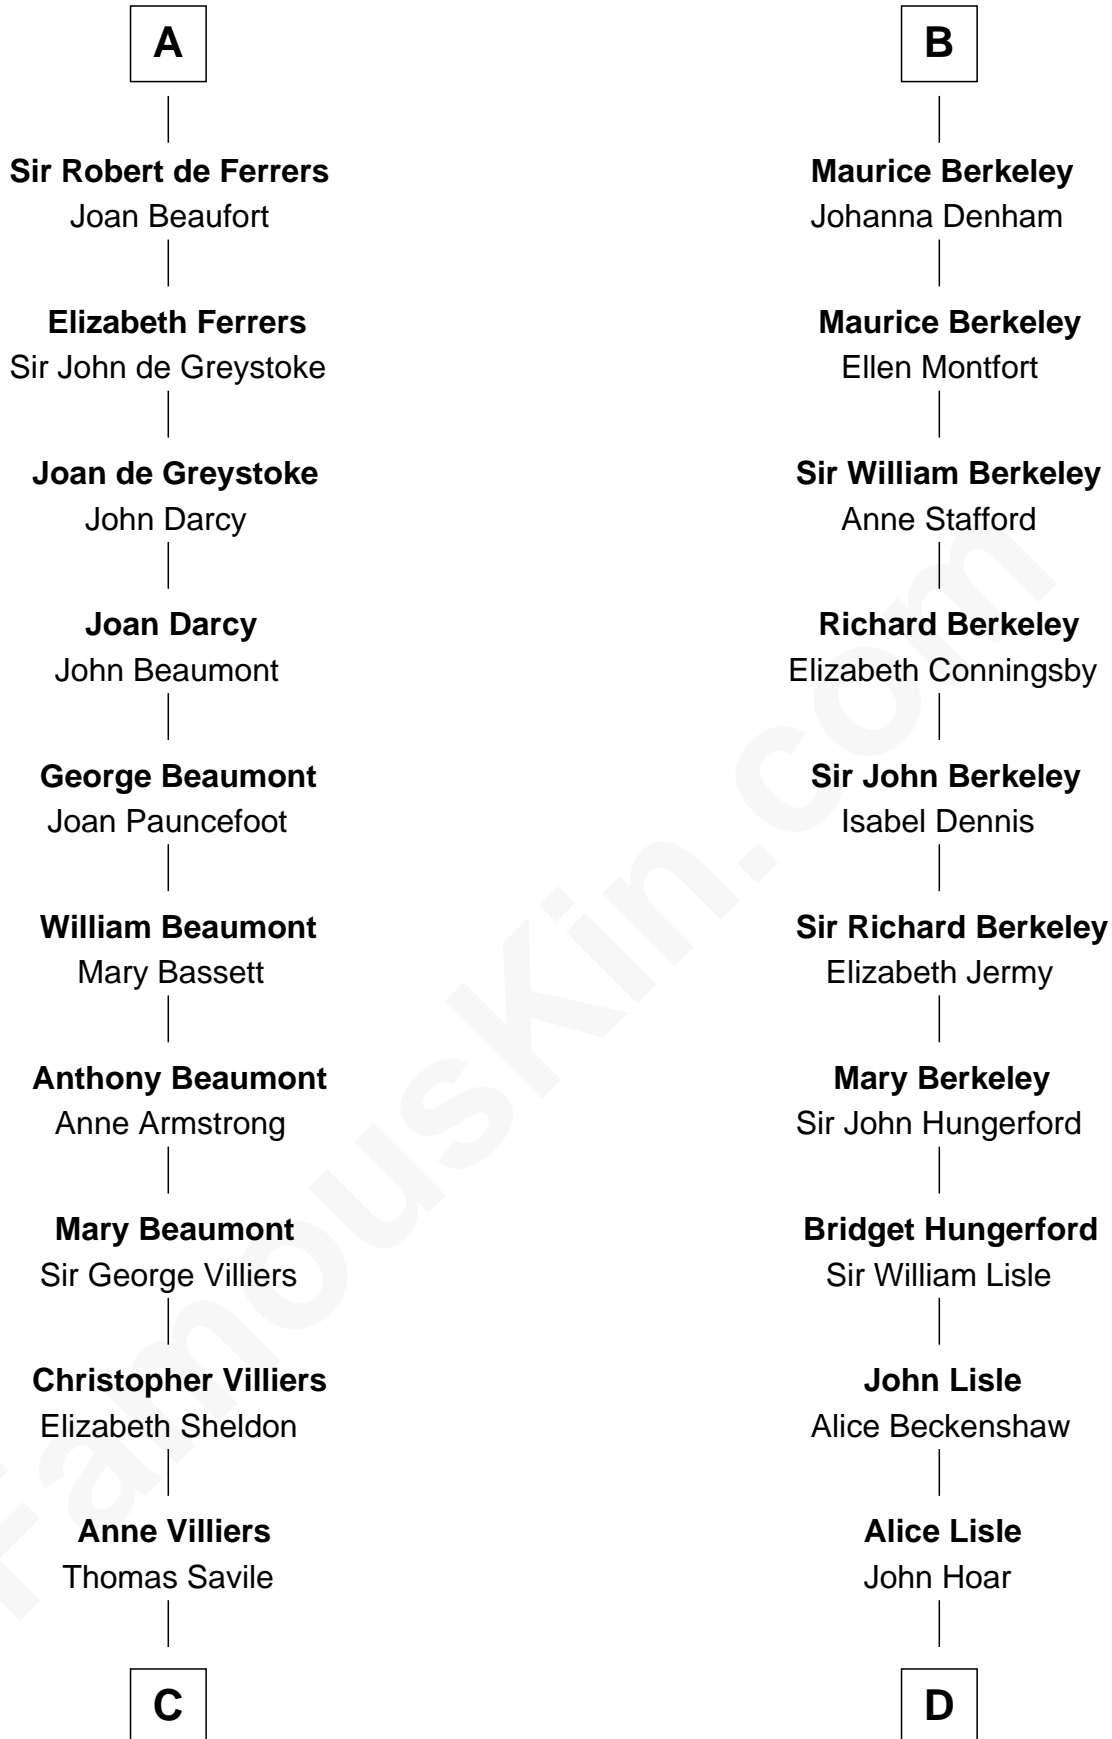 A
Sir Robert de Ferrers
Joan Beaufort
Elizabeth Ferrers
Sir John de Greystoke
Joan de Greystoke
John Darcy
Joan Darcy
John Beaumont
George Beaumont
Joan Pauncefoot
William Beaumont
Mary Bassett
Anthony Beaumont
Anne Armstrong
Mary Beaumont
Sir George Villiers
Christopher Villiers
Elizabeth Sheldon
Anne Villiers
Thomas Savile
C
B
Maurice Berkeley
Johanna Denham
Maurice Berkeley
Ellen Montfort
Sir William Berkeley
Anne Stafford
Richard Berkeley
Elizabeth Conningsby
Sir John Berkeley
Isabel Dennis
Sir Richard Berkeley
Elizabeth Jermy
Mary Berkeley
Sir John Hungerford
Bridget Hungerford
Sir William Lisle
John Lisle
Alice Beckenshaw
Alice Lisle
John Hoar
D
FamousKin.com